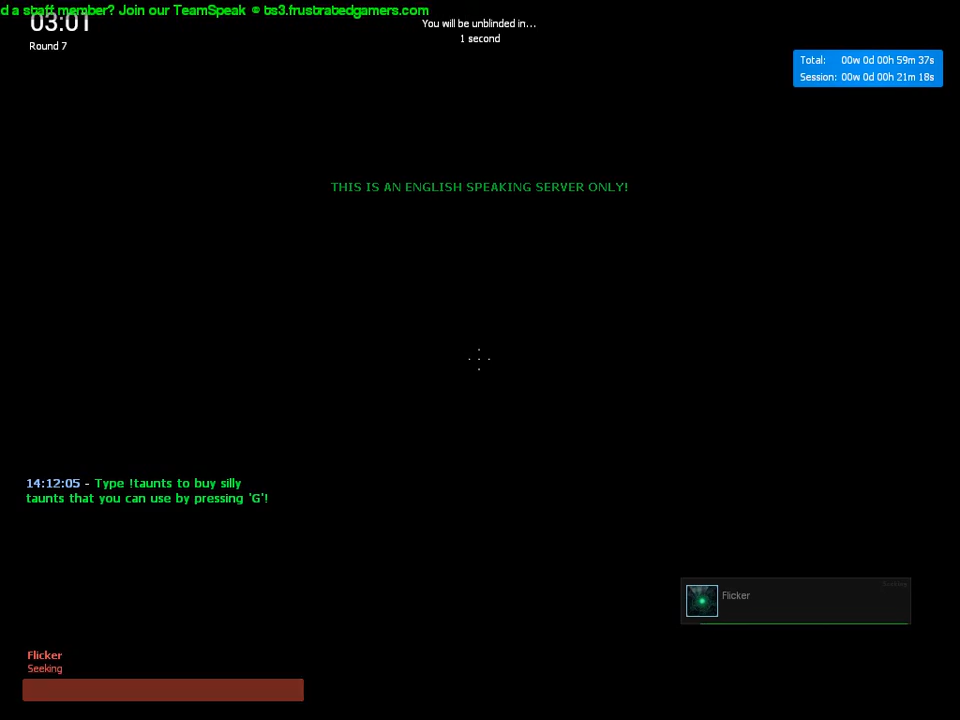 d a staff member? Join our TeamSpeak @ ts3.frustratedgamers.com
03:01
Round 7
You will be unblinded in...
1 second
Total: 00w 0d 00h 59m 37s
Session: 00w 0d 00h 21m 18s
THIS IS AN ENGLISH SPEAKING SERVER ONLY!
14:12:05 - Type !taunts to buy silly
taunts that you can use by pressing 'G'!
Flicker
Flicker
Seeking